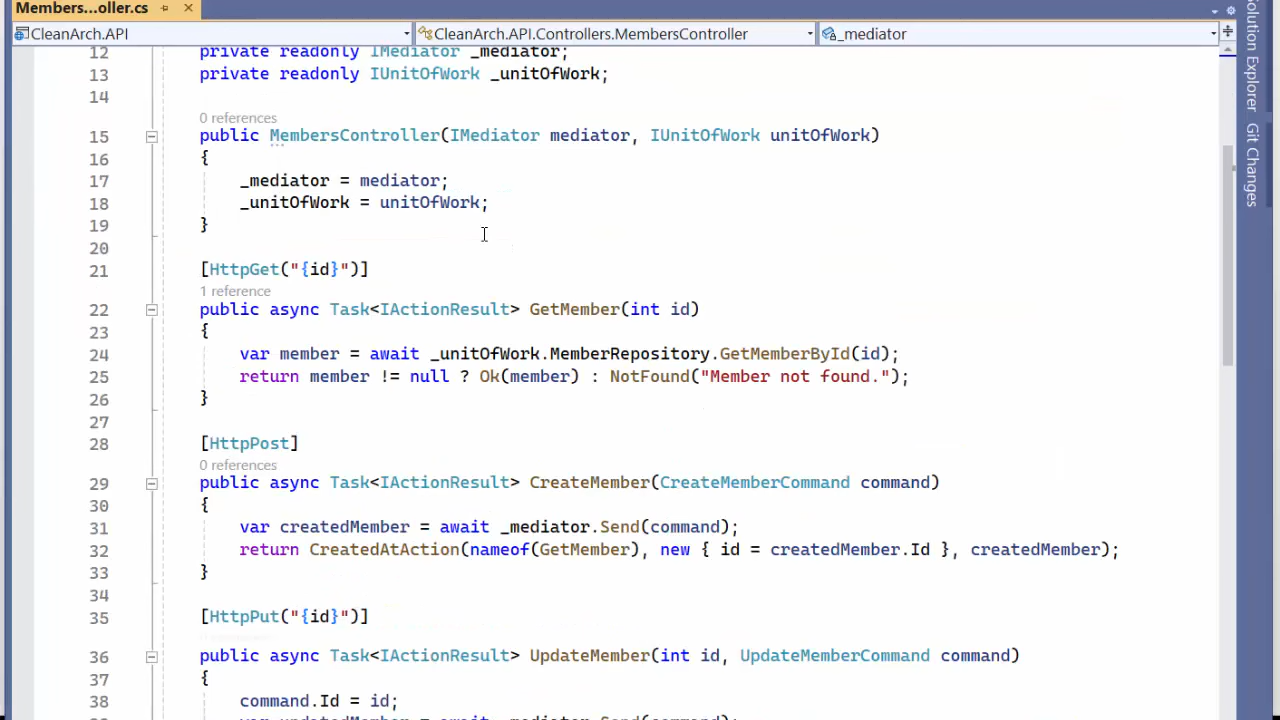 Members...oller.cs
CleanArch.API
CleanArch.API.Controllers.MembersController
_mediator
Solution Explorer
Git Changes
12 private readonly IMediator _mediator;
13 private readonly IUnitOfWork _unitOfWork;
14
0 references
15 public MembersController(IMediator mediator, IUnitOfWork unitOfWork)
16 {
17 _mediator = mediator;
18 _unitOfWork = unitOfWork;
19 }
20
21 [HttpGet("{id}")]
1 reference
22 public async Task<IActionResult> GetMember(int id)
23 {
24 var member = await _unitOfWork.MemberRepository.GetMemberById(id);
25 return member != null ? Ok(member) : NotFound("Member not found.");
26 }
27
28 [HttpPost]
0 references
29 public async Task<IActionResult> CreateMember(CreateMemberCommand command)
30 {
31 var createdMember = await _mediator.Send(command);
32 return CreatedAtAction(nameof(GetMember), new { id = createdMember.Id }, createdMember);
33 }
34
35 [HttpPut("{id}")]
36 public async Task<IActionResult> UpdateMember(int id, UpdateMemberCommand command)
37 {
38 command.Id = id;
var updatedMember = await _mediator.Send(command);